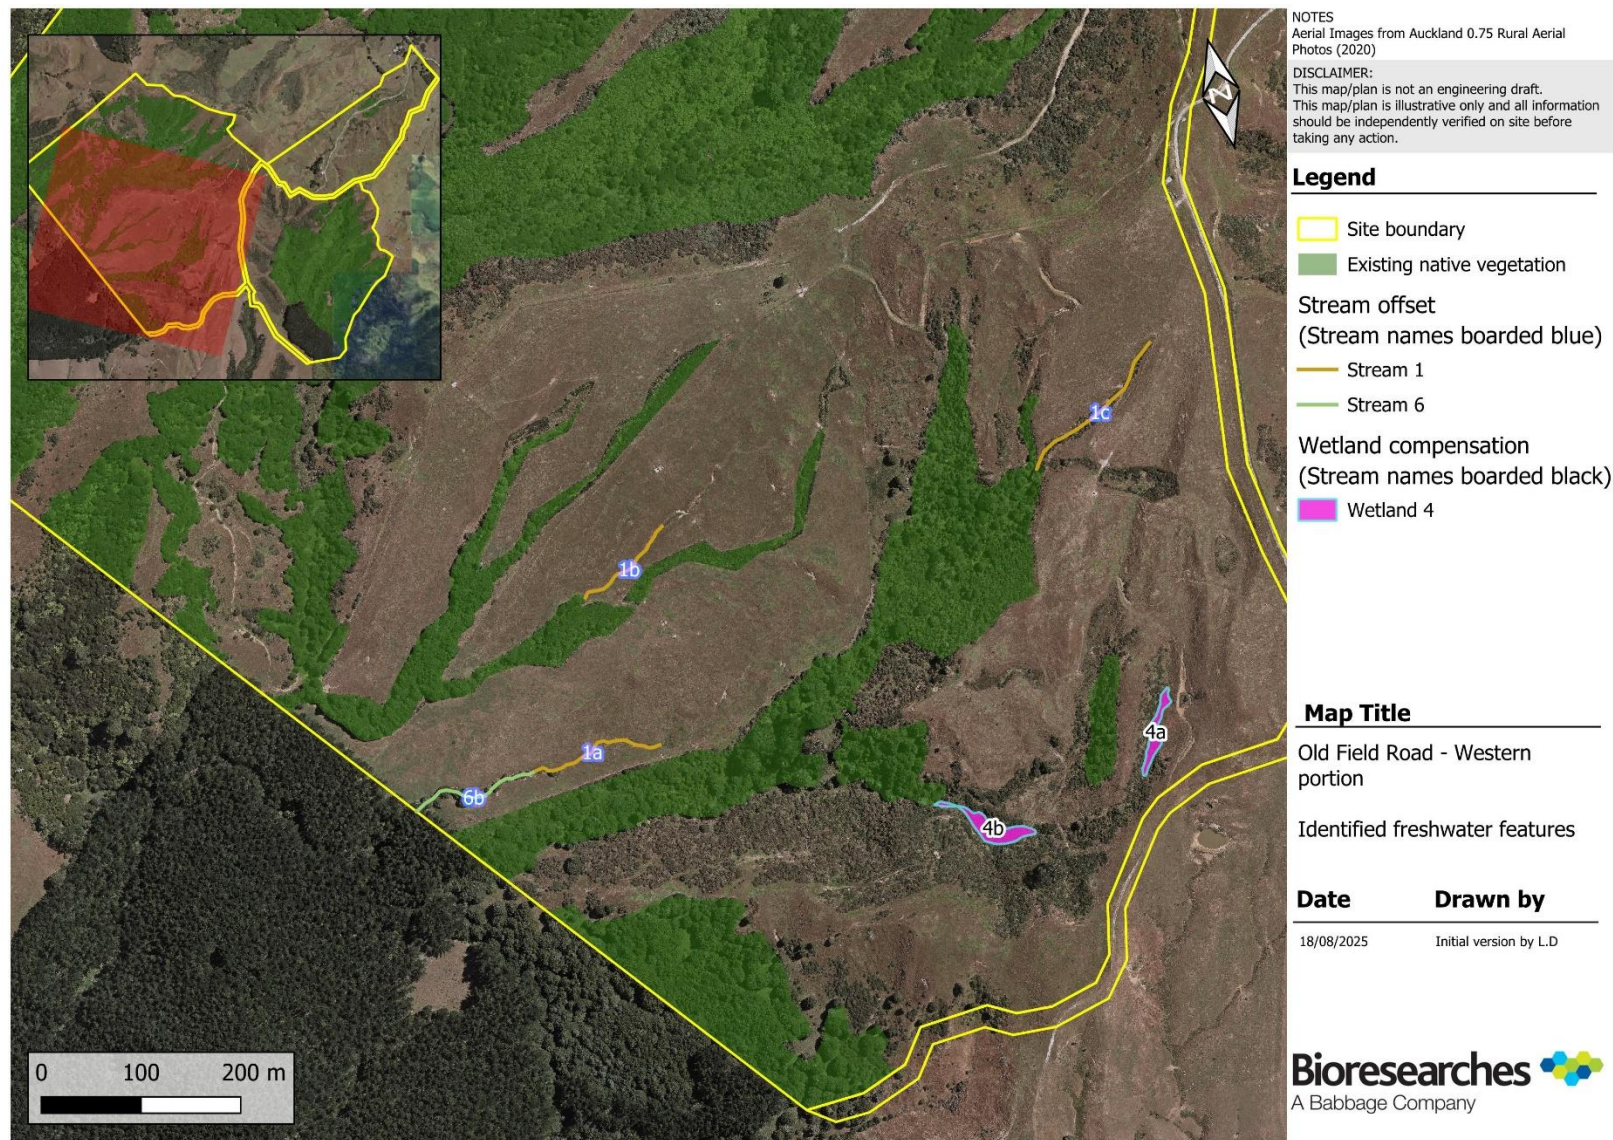 NOTES
Aerial Images from Auckland 0.75 Rural Aerial
Photos (2020)
DISCLAIMER:
This map/plan is not an engineering draft.
This map/plan is illustrative only and all information
should be independently verified on site before
taking any action.
N
Legend
Site boundary
Existing native vegetation
Stream offset
(Stream names boarded blue)
Stream 1
Stream 6
Wetland compensation
(Stream names boarded black)
Wetland 4
1c
1b
4a
1a
6b
4b
Map Title
Old Field Road - Western
portion
Identified freshwater features
Date Drawn by
18/08/2025 Initial version by L.D
0 100 200 m
Bioresearches
A Babbage Company